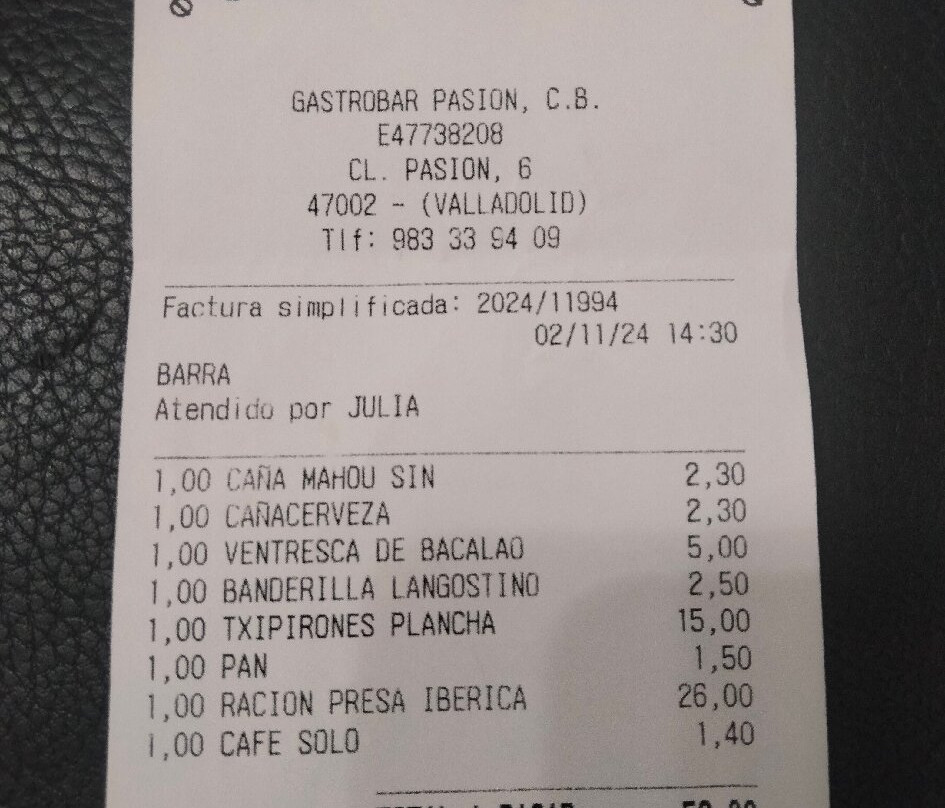 GASTROBAR PASION, C.B.
E47738208
CL. PASION, 6
47002 - (VALLADOLID)
Tlf: 983 33 94 09
Factura simplificada: 2024/11994
02/11/24 14:30
BARRA
Atendido por JULIA
1,00 CAÑA MAHOU SIN 2,30
1,00 CAÑACERVEZA 2,30
1,00 VENTRESCA DE BACALAO 5,00
1,00 BANDERILLA LANGOSTINO 2,50
1,00 TXIPIRONES PLANCHA 15,00
1,00 PAN 1,50
1,00 RACION PRESA IBERICA 26,00
1,00 CAFE SOLO 1,40